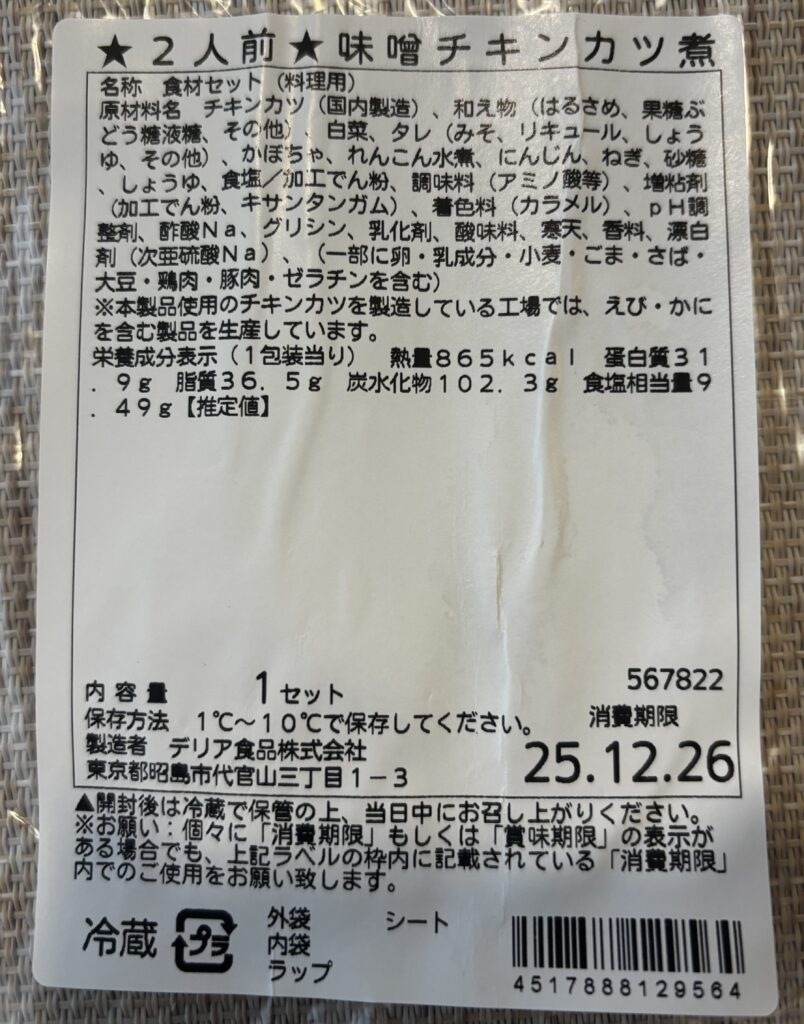 ★２人前★味噌チキンカツ煮
名称 食材セット（料理用）
原材料名 チキンカツ（国内製造）、和え物（はるさめ、果糖ぶ
どう糖液糖、その他）、白菜、タレ（みそ、リキュール、しょう
ゆ、その他）、かぼちゃ、れんこん水煮、にんじん、ねぎ、砂糖
、しょうゆ、食塩／加工でん粉、調味料（アミノ酸等）、増粘剤
（加工でん粉、キサンタンガム）、着色料（カラメル）、ｐＨ調
整剤、酢酸Ｎａ、グリシン、乳化剤、酸味料、寒天、香料、漂白
剤（次亜硫酸Ｎａ）、（一部に卵・乳成分・小麦・ごま・さば・
大豆・鶏肉・豚肉・ゼラチンを含む）
※本製品使用のチキンカツを製造している工場では、えび・かに
を含む製品を生産しています。
栄養成分表示（１包装当り） 熱量８６５ｋｃａｌ 蛋白質３１
．９ｇ 脂質３６．５ｇ 炭水化物１０２．３ｇ 食塩相当量９
．４９ｇ【推定値】
内容量 1セット
567822
保存方法 １℃～１０℃で保存してください。
消費期限
製造者 デリア食品株式会社
東京都昭島市代官山三丁目１－３
25.12.26
▲開封後は冷蔵で保管の上、当日中にお召し上がりください。
※お願い：個々に「消費期限」もしくは「賞味期限」の表示が
ある場合でも、上記ラベルの枠内に記載されている「消費期限」
内でのご使用をお願い致します。
冷蔵 プラ
外袋 シート
内袋
ラップ
4517888129564